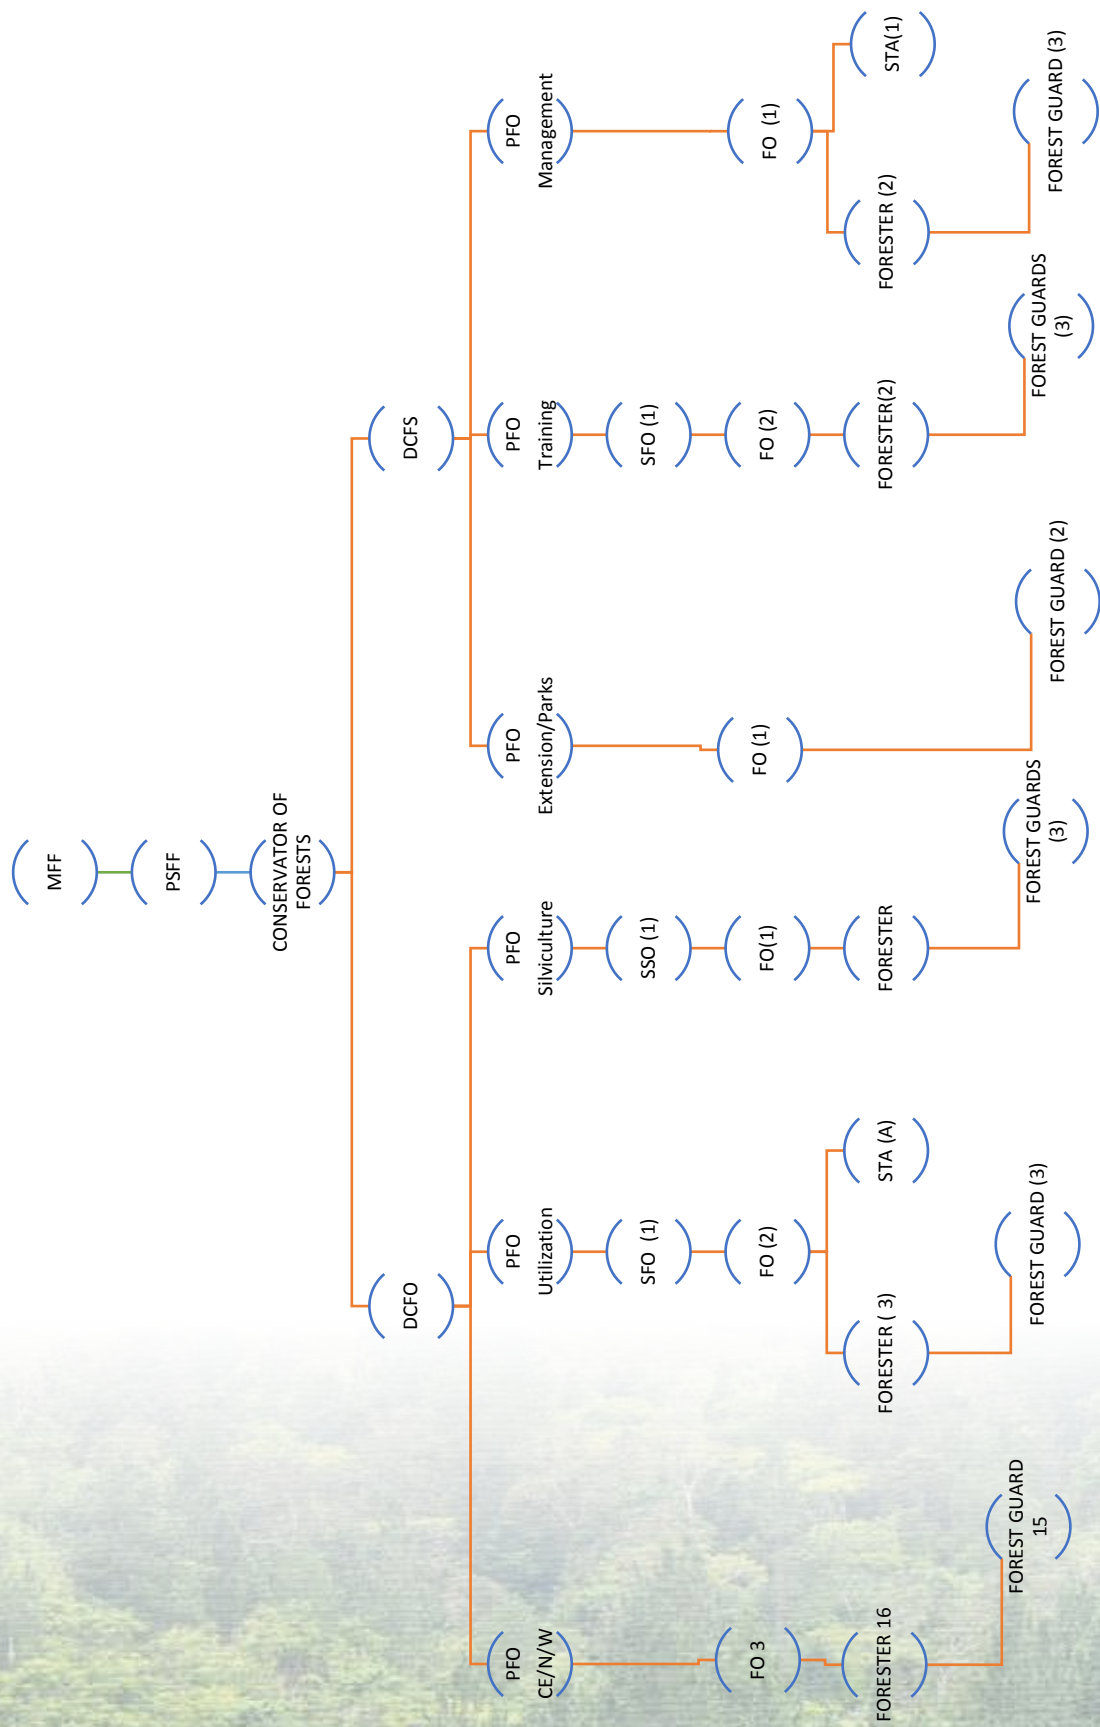 MFF
PSFF
CONSERVATOR OF
FORESTS
DCFO
DCFS
PFO
CE/N/W
PFO
Utilization
PFO
Silviculture
PFO
Extension/Parks
PFO
Training
PFO
Management
SFO (1)
SSO (1)
SFO (1)
FO 3
FO (2)
FO(1)
FO (1)
FO (2)
FO (1)
FORESTER 16
FORESTER ( 3)
STA (A)
FORESTER
FORESTER(2)
FORESTER (2)
STA(1)
FOREST GUARD
15
FOREST GUARD (3)
FOREST GUARDS
(3)
FOREST GUARD (2)
FOREST GUARDS
(3)
FOREST GUARD (3)